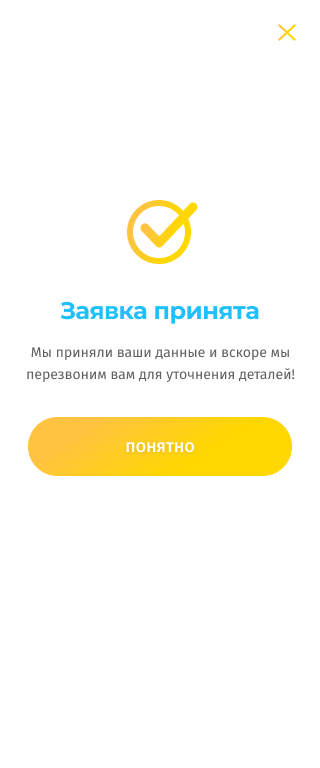 Заявка принята
Мы приняли ваши данные и вскоре мы
перезвоним вам для уточнения деталей!
ПОНЯТНО